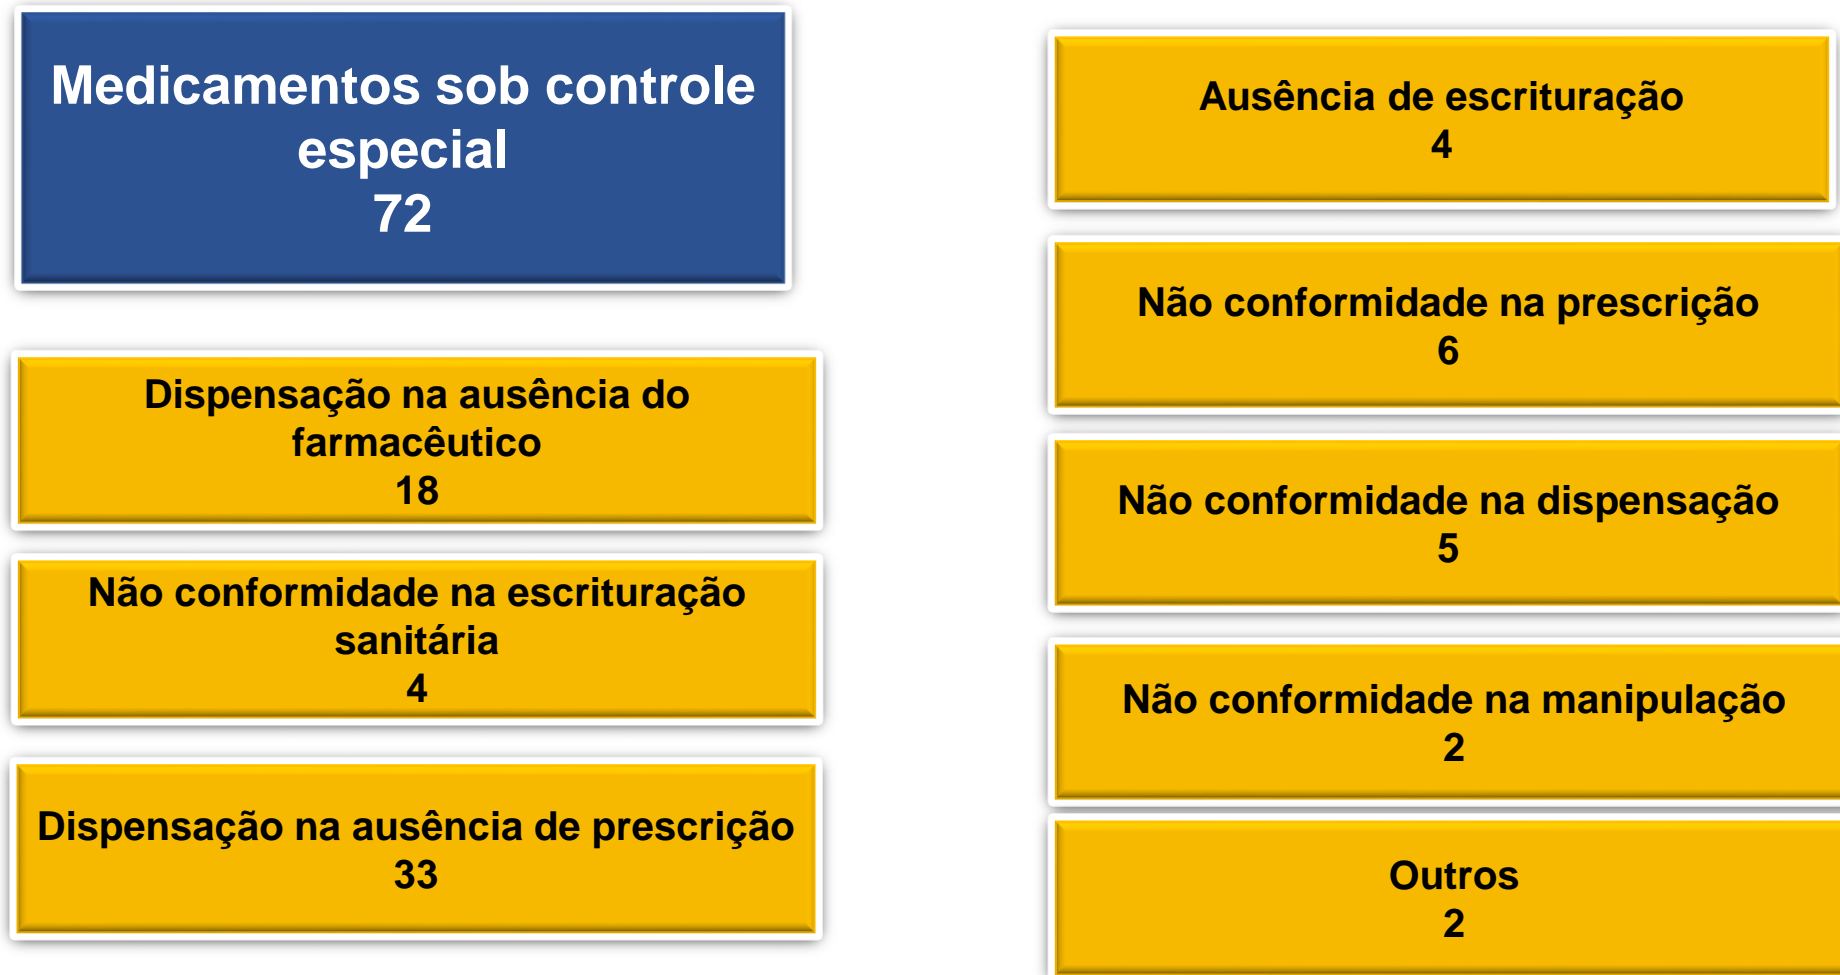 Medicamentos sob controle
especial
72
Dispensação na ausência do
farmacêutico
18
Não conformidade na escrituração
sanitária
4
Dispensação na ausência de prescrição
33
Ausência de escrituração
4
Não conformidade na prescrição
6
Não conformidade na dispensação
5
Não conformidade na manipulação
2
Outros
2